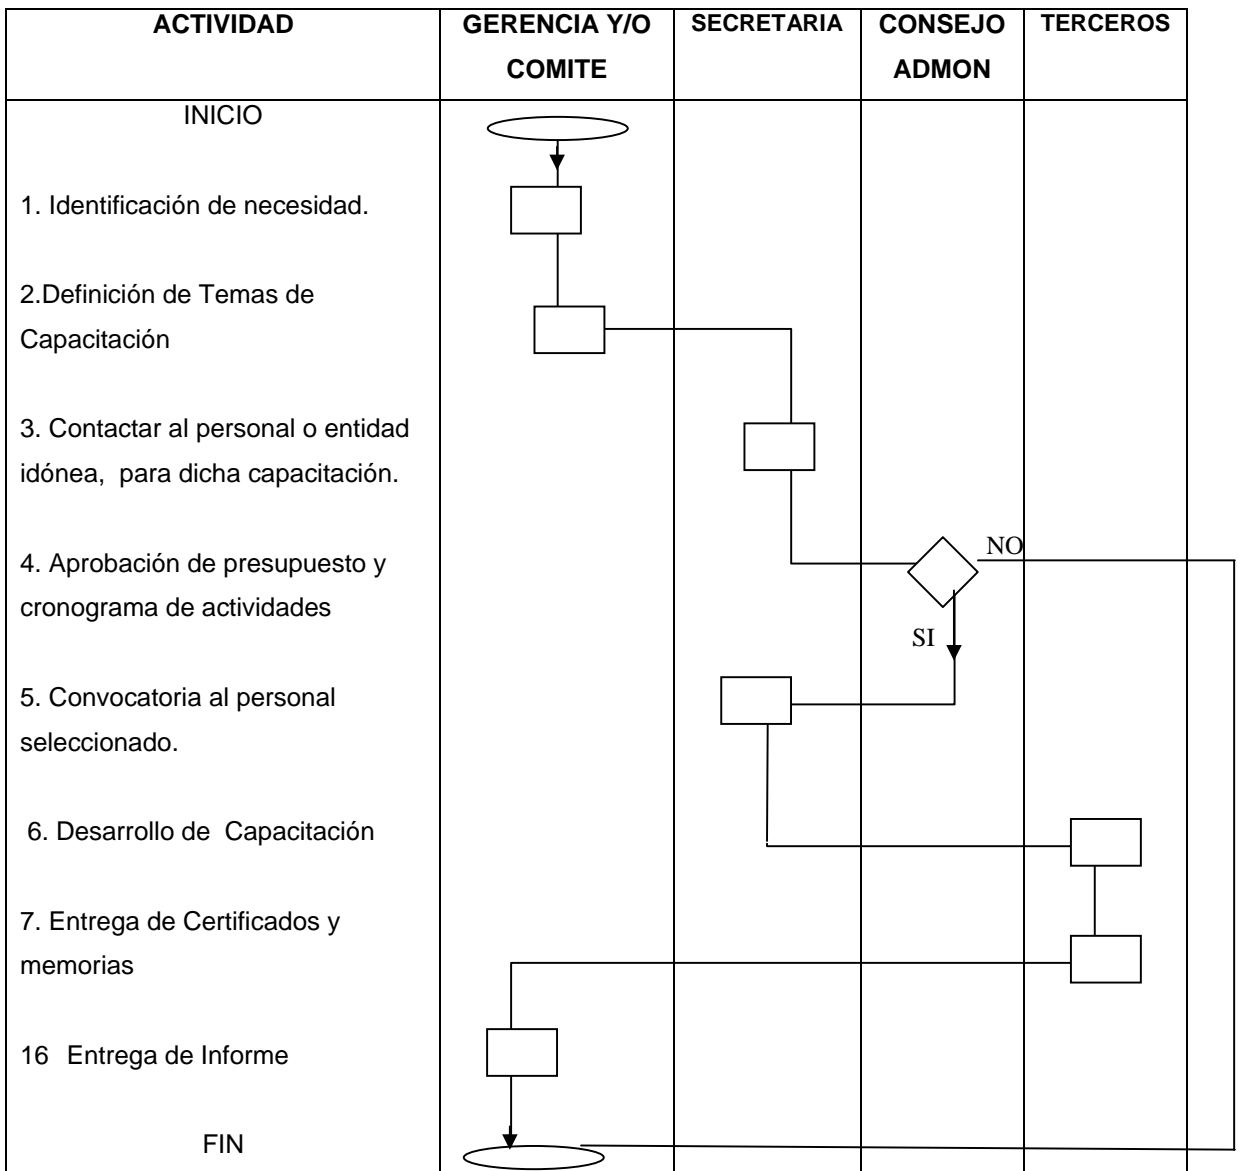 ACTIVIDAD
GERENCIA Y/O
COMITE
SECRETARIA
CONSEJO
ADMON
TERCEROS
INICIO
1. Identificación de necesidad.
2.Definición de Temas de
Capacitación
3. Contactar al personal o entidad
idónea, para dicha capacitación.
4. Aprobación de presupuesto y
cronograma de actividades
NO
SI
5. Convocatoria al personal
seleccionado.
6. Desarrollo de Capacitación
7. Entrega de Certificados y
memorias
16 Entrega de Informe
FIN